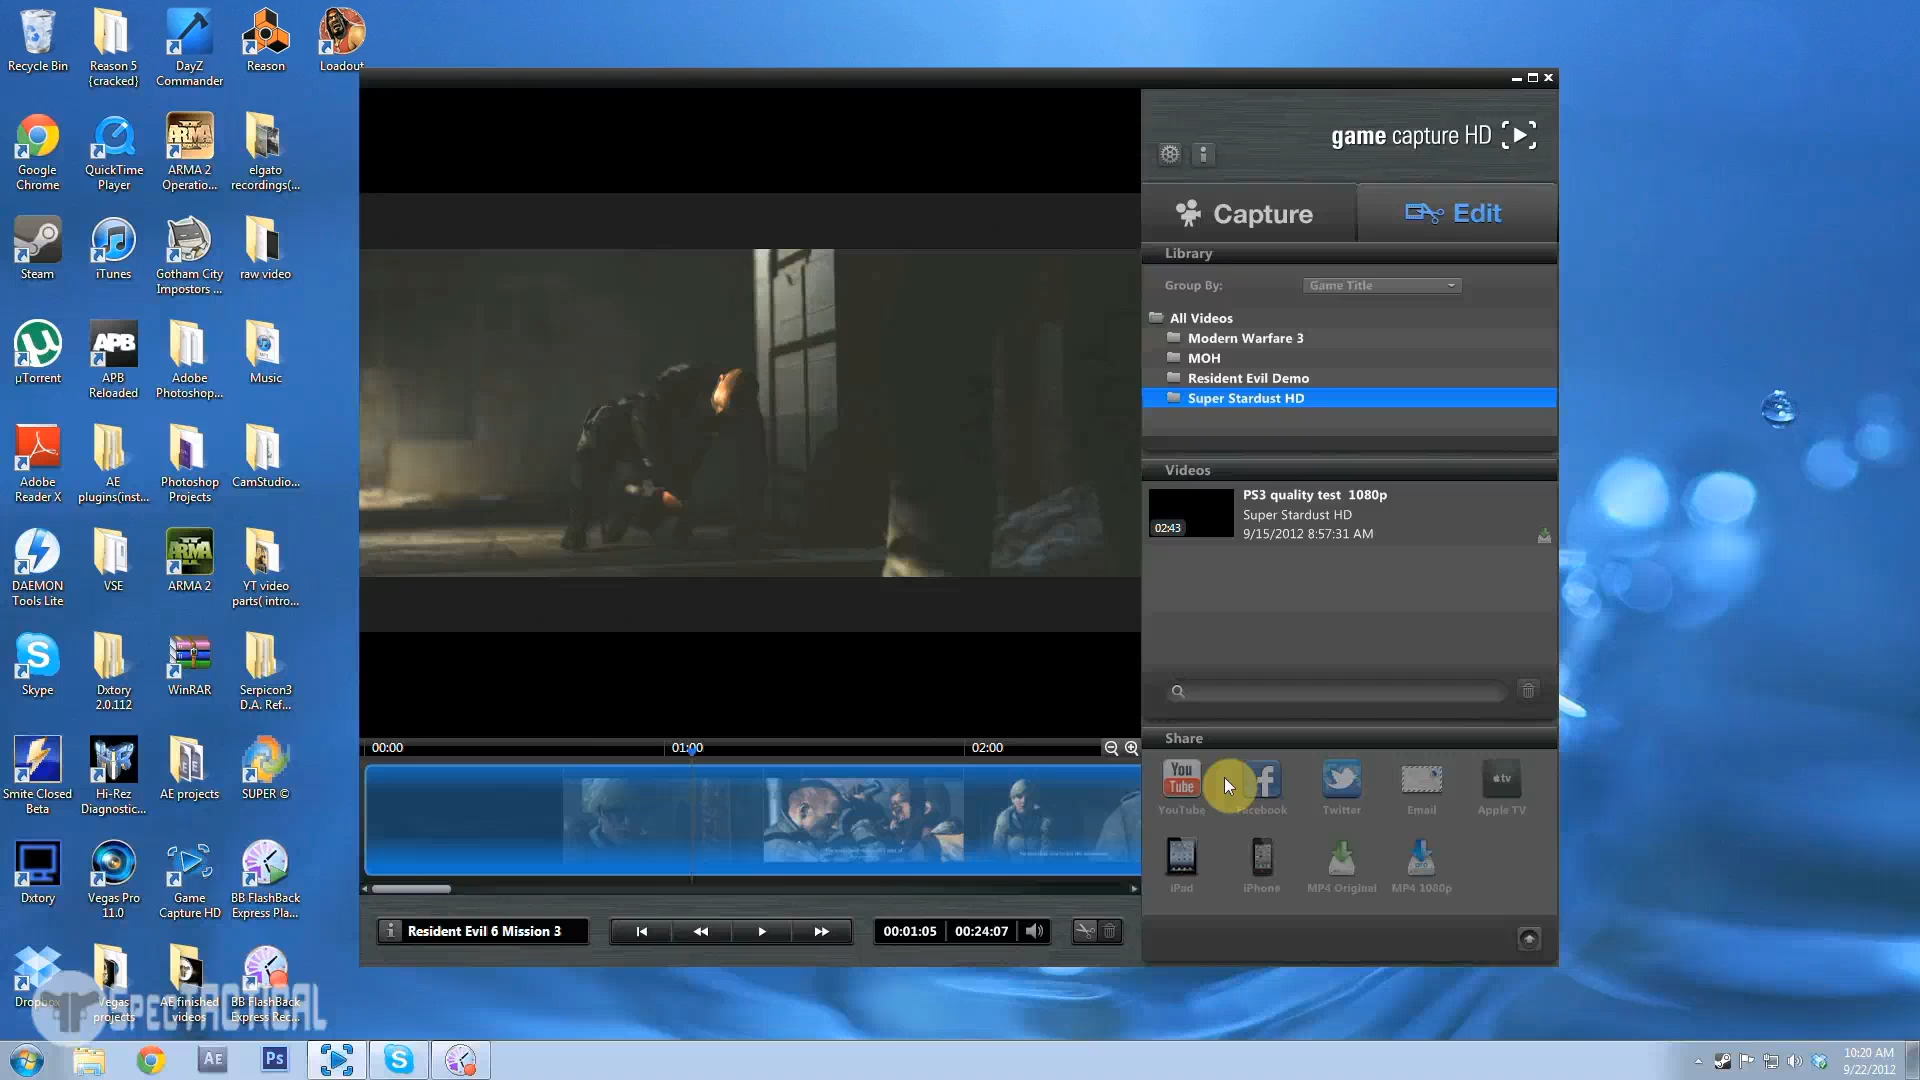 Recycle Bin
Reason 5
{cracked}
DayZ
Commander
Reason
Loadout
Google
Chrome
QuickTime
Player
ARMA 2
Operatio...
elgato
recordings(...
Steam
iTunes
Gotham City
Impostors ...
raw video
µTorrent
APB
APB
Reloaded
Adobe
Photoshop...
Music
Adobe
Reader X
AE
plugins(inst...
Photoshop
Projects
CamStudio...
DAEMON
Tools Lite
VSE
ARMA 2
YT video
parts( intro...
Skype
Dxtory
2.0.112
WinRAR
Serpicon3
D.A. Ref...
Smite Closed
Beta
Hi-Rez
Diagnostic...
AE projects
SUPER ©
Dxtory
Vegas Pro
11.0
Game
Capture HD
BB FlashBack
Express Pla...
Dropbox
Vegas
projects
AE finished
videos
BB FlashBack
Express Rec...
SPECTACTICAL
game capture HD
Capture
Edit
Library
Group By:
Game Title
All Videos
Modern Warfare 3
MOH
Resident Evil Demo
Super Stardust HD
Videos
PS3 quality test 1080p
02:43
Super Stardust HD
9/15/2012 8:57:31 AM
Share
You
Tube
tv
YouTube
Facebook
Twitter
Email
Apple TV
iPad
iPhone
MP4 Original
MP4 1080p
00:00
01:00
02:00
Resident Evil 6 Mission 3
00:01:05
00:24:07
AE
Ps
10:20 AM
9/22/2012